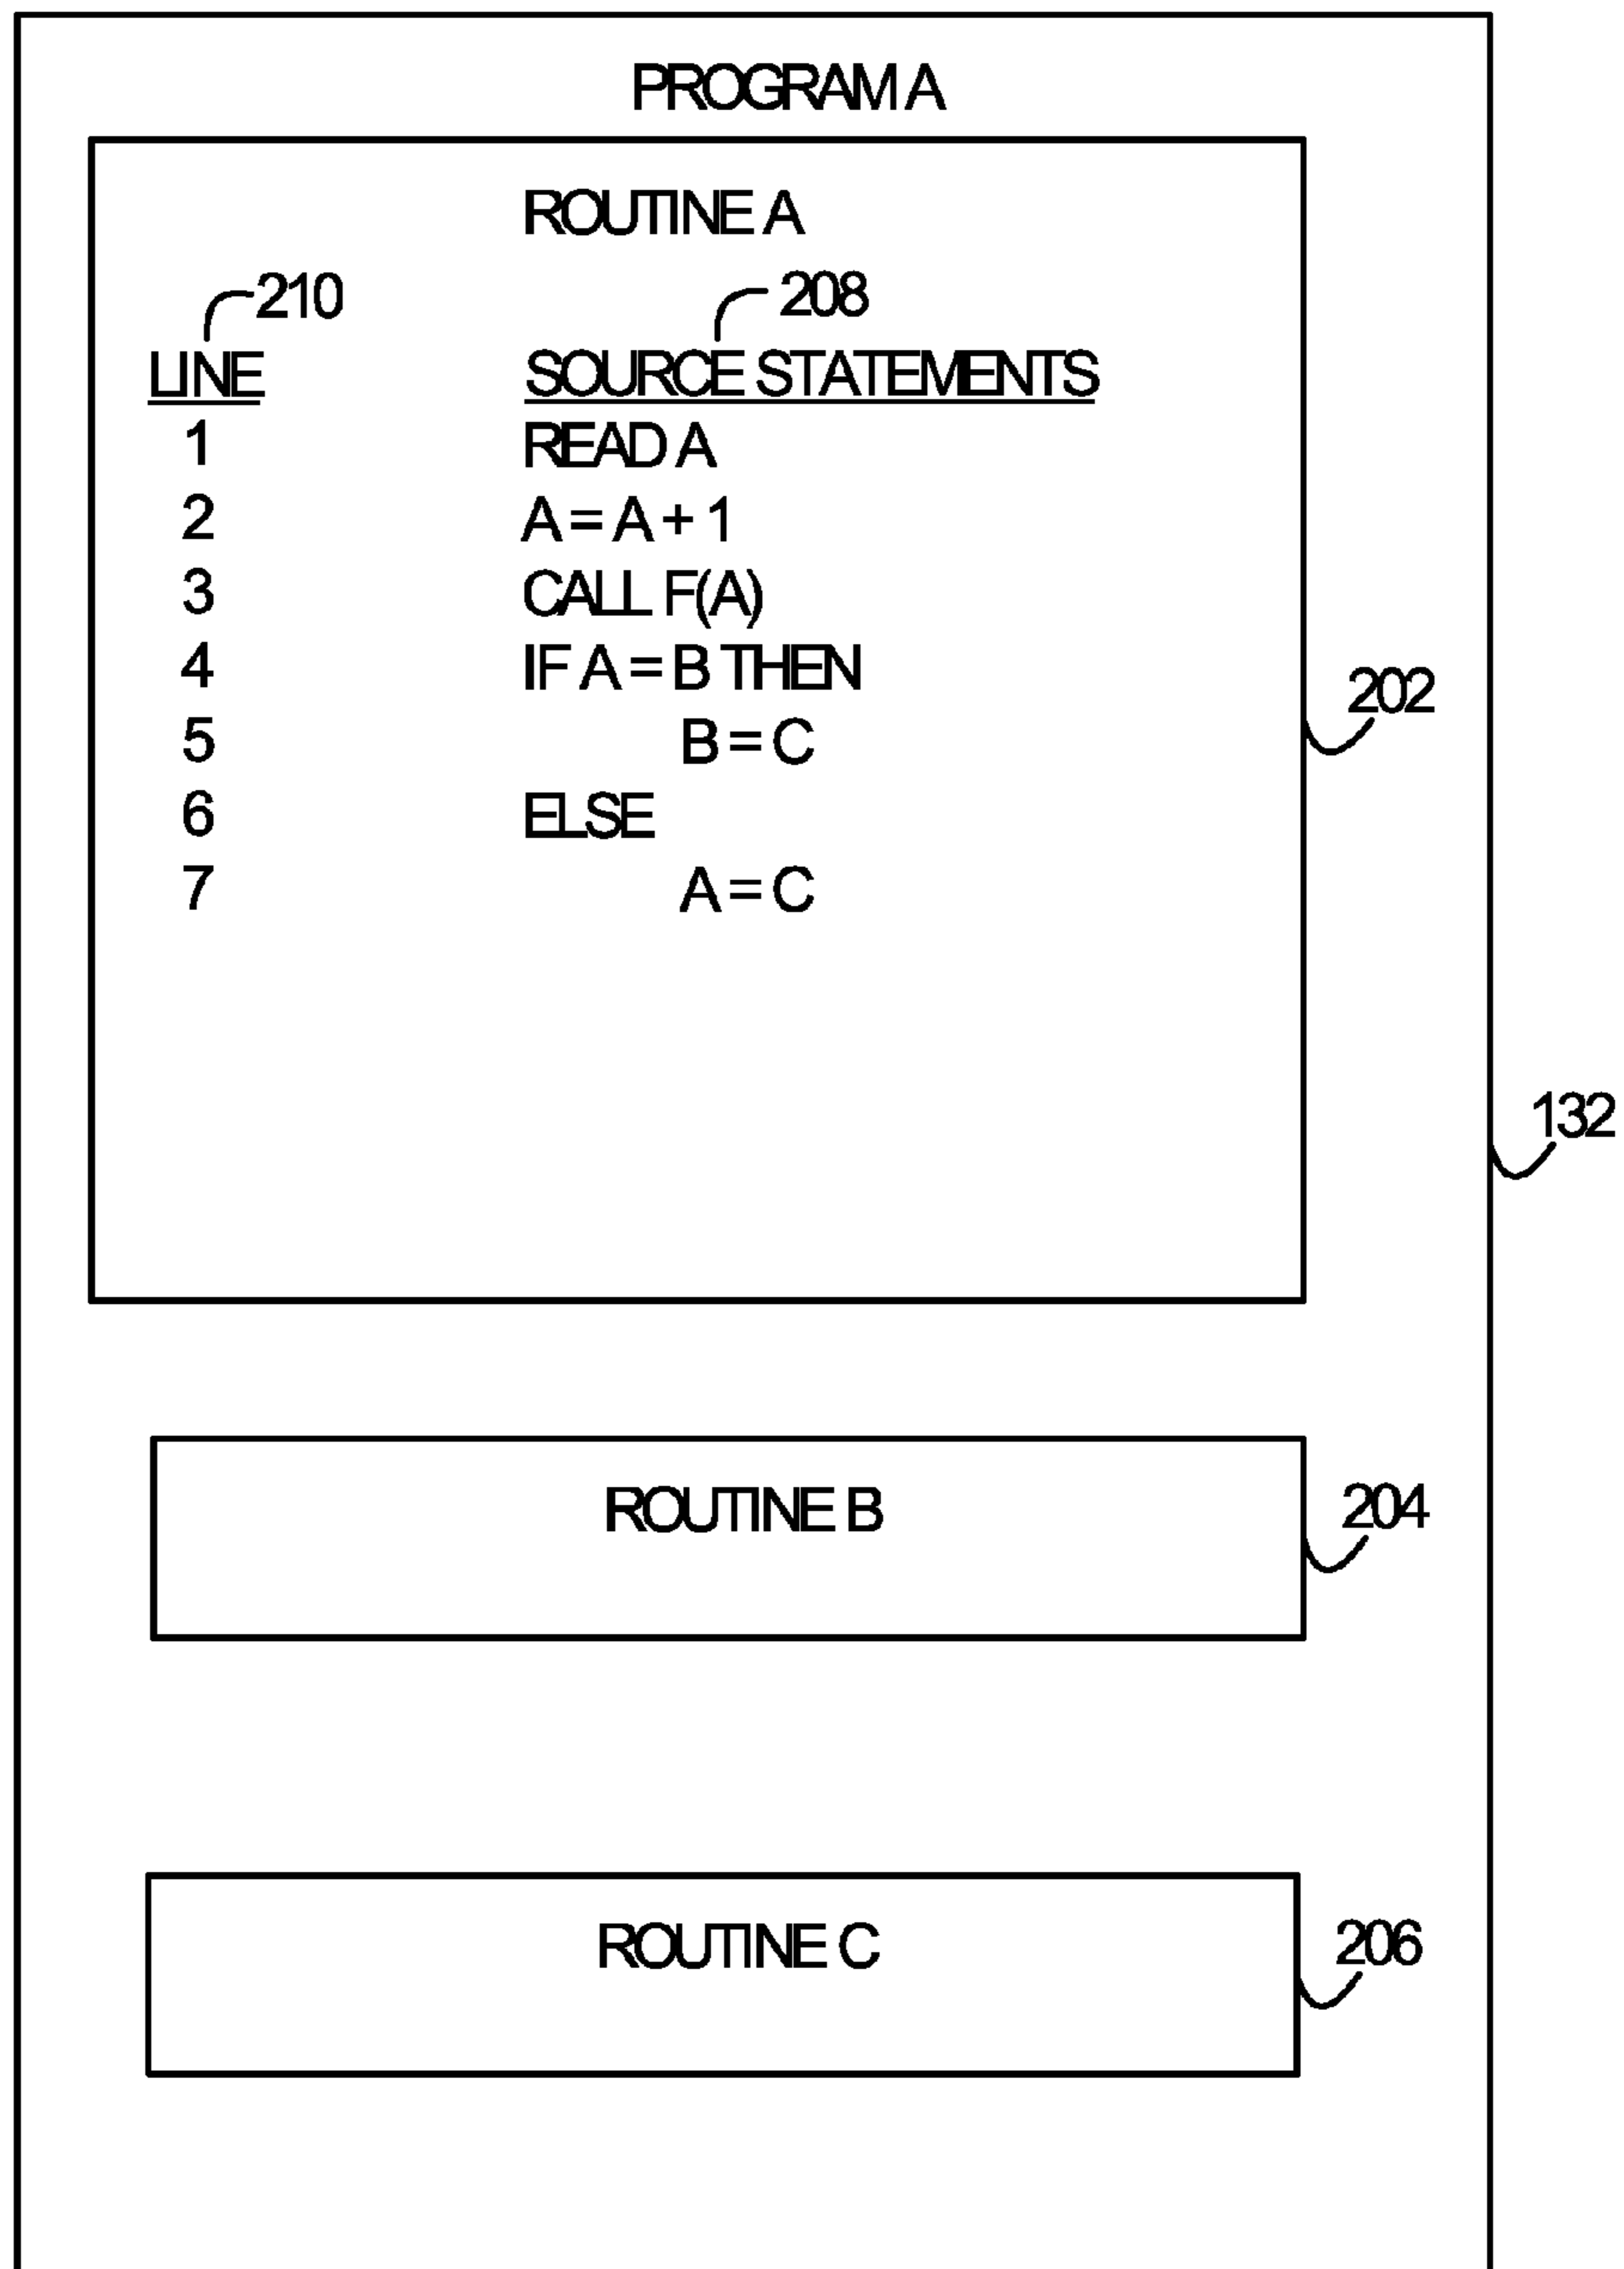 PROGRAM A
ROUTINE A
210 208
LINE SOURCE STATEMENTS
1 READ A
2 A = A + 1
3 CALL F(A)
4 IF A = B THEN
202
5 B = C
6 ELSE
7 A = C
132
ROUTINE B
204
ROUTINE C
206